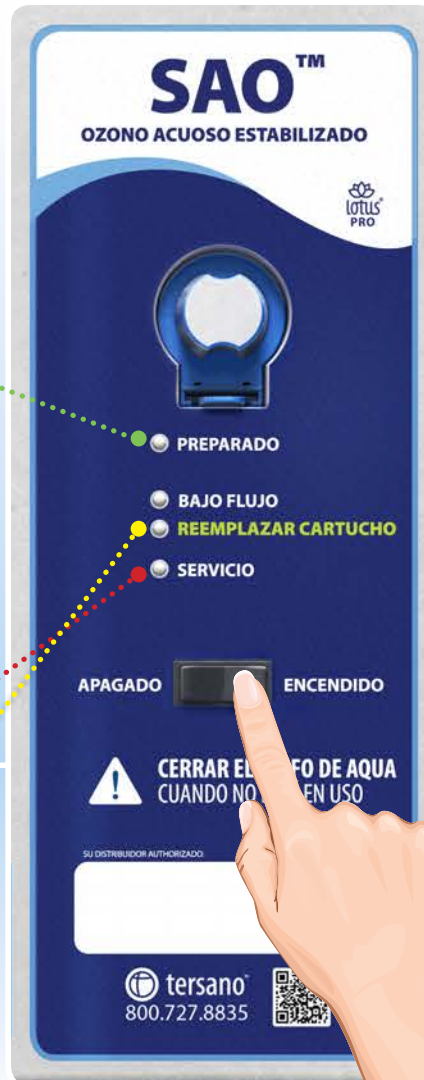 SAO™
OZONO ACUOSO ESTABILIZADO
lotus®
PRO
PREPARADO
BAJO FLUJO
REEMPLAZAR CARTUCHO
SERVICIO
APAGADO
ENCENDIDO
CERRAR EL FO DE AQUA
CUANDO NO EN USO
SU DISTRIBUIDOR AUTHORIZADO:
tersano
800.727.8835